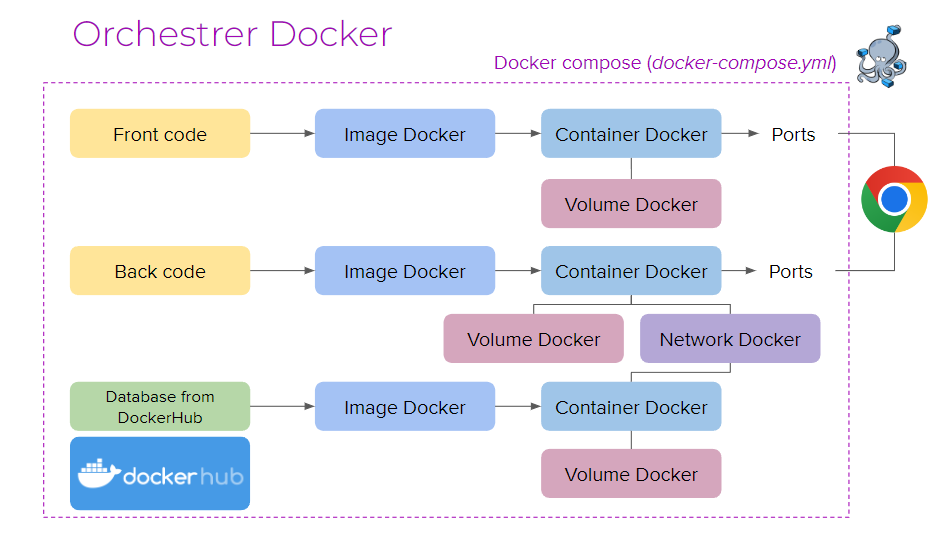 Orchestrer Docker
Docker compose (docker-compose.yml)
Front code
Image Docker
Container Docker
Ports
Volume Docker
Back code
Image Docker
Container Docker
Ports
Volume Docker
Network Docker
Database from
DockerHub
Image Docker
Container Docker
dockerhub
Volume Docker